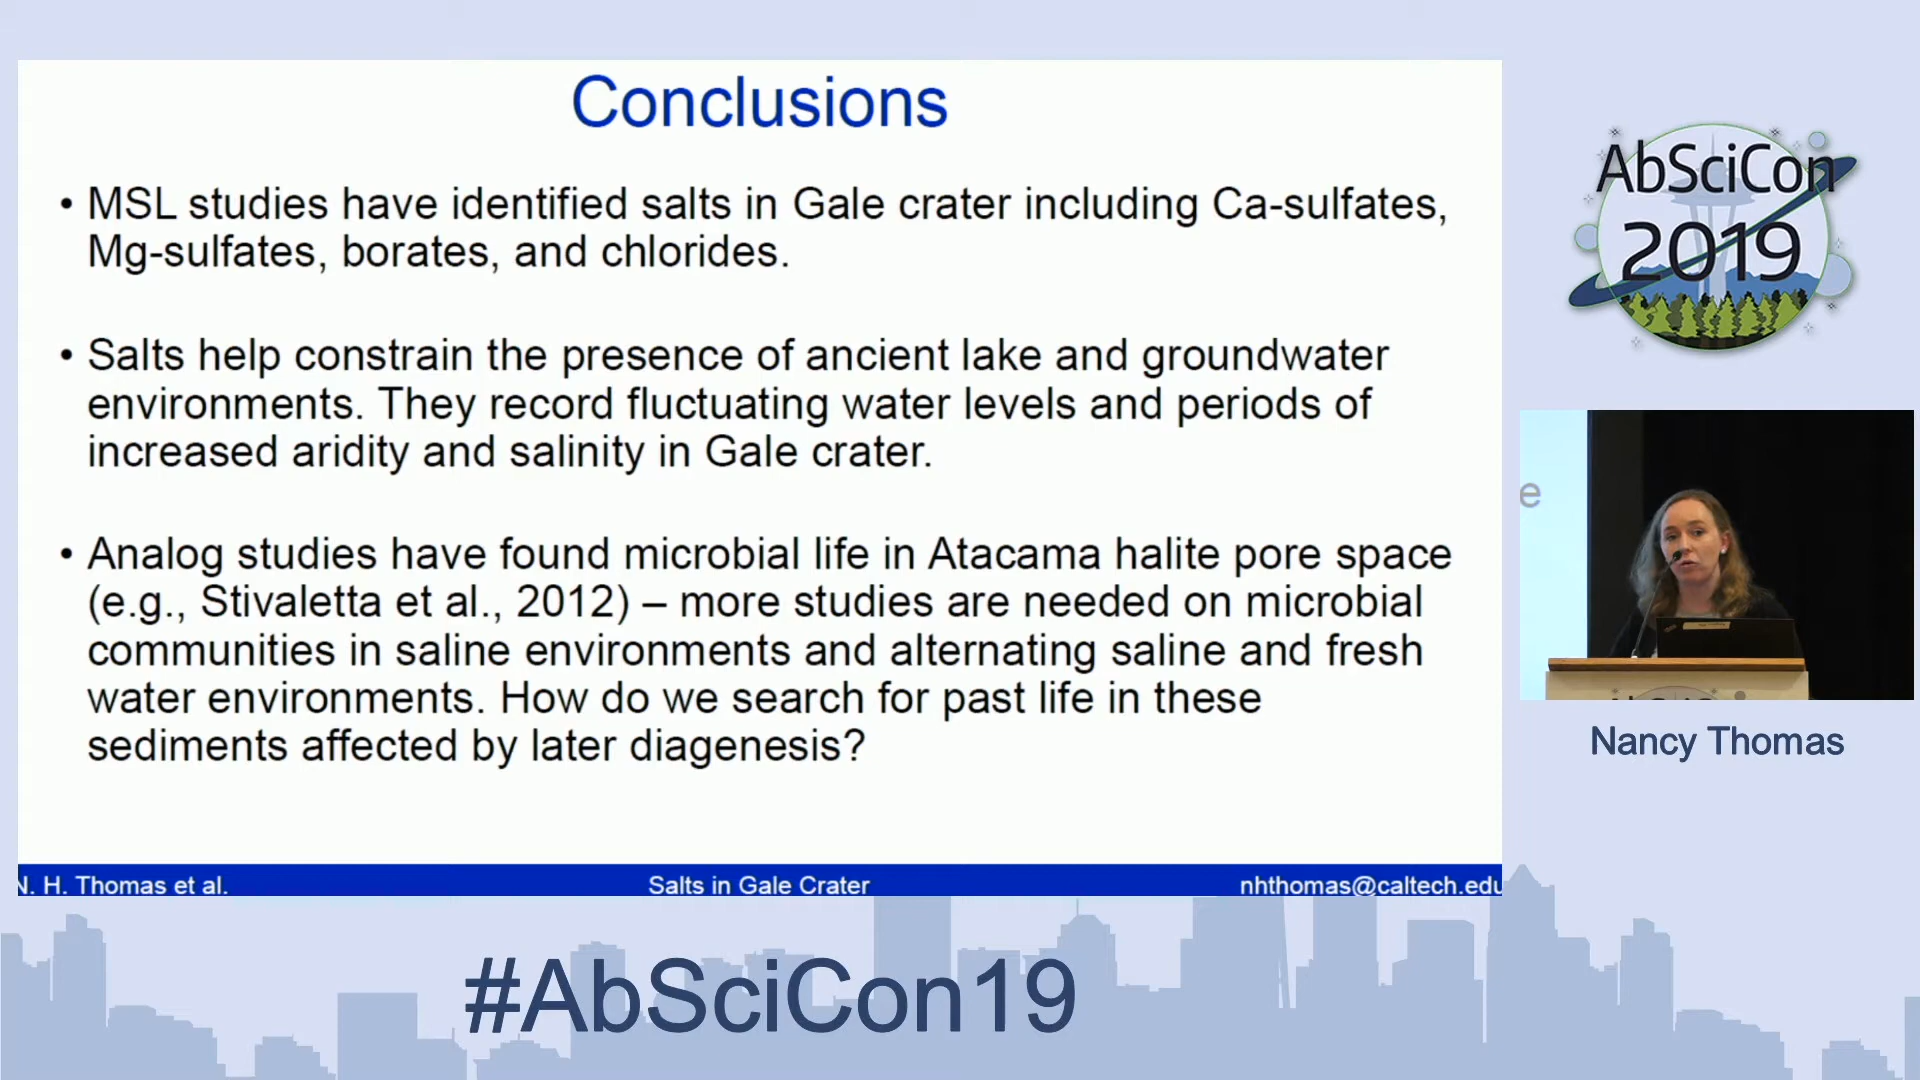 Conclusions
• MSL studies have identified salts in Gale crater including Ca-sulfates,
Mg-sulfates, borates, and chlorides.
• Salts help constrain the presence of ancient lake and groundwater
environments. They record fluctuating water levels and periods of
increased aridity and salinity in Gale crater.
• Analog studies have found microbial life in Atacama halite pore space
(e.g., Stivaletta et al., 2012) – more studies are needed on microbial
communities in saline environments and alternating saline and fresh
water environments. How do we search for past life in these
sediments affected by later diagenesis?
N. H. Thomas et al.
Salts in Gale Crater
nhthomas@caltech.edu
AbSciCon
2019
e
Nancy Thomas
#AbSciCon19